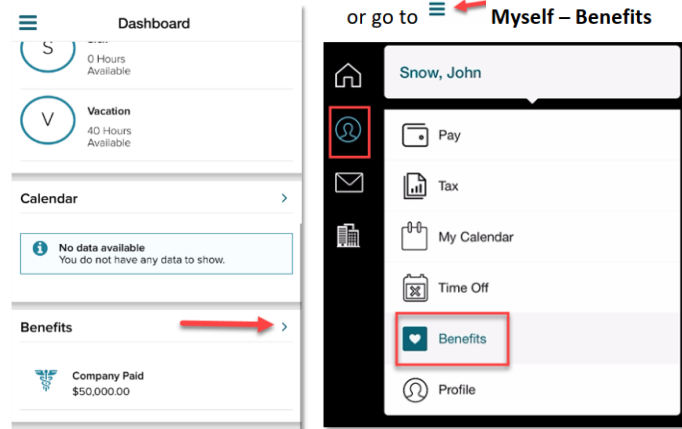 Dashboard
S
0 Hours
Available
V
Vacation
40 Hours
Available
Calendar
No data available
You do not have any data to show.
Benefits
Company Paid
$50,000.00
or go to
Myself – Benefits
Snow, John
Pay
Tax
My Calendar
Time Off
Benefits
Profile